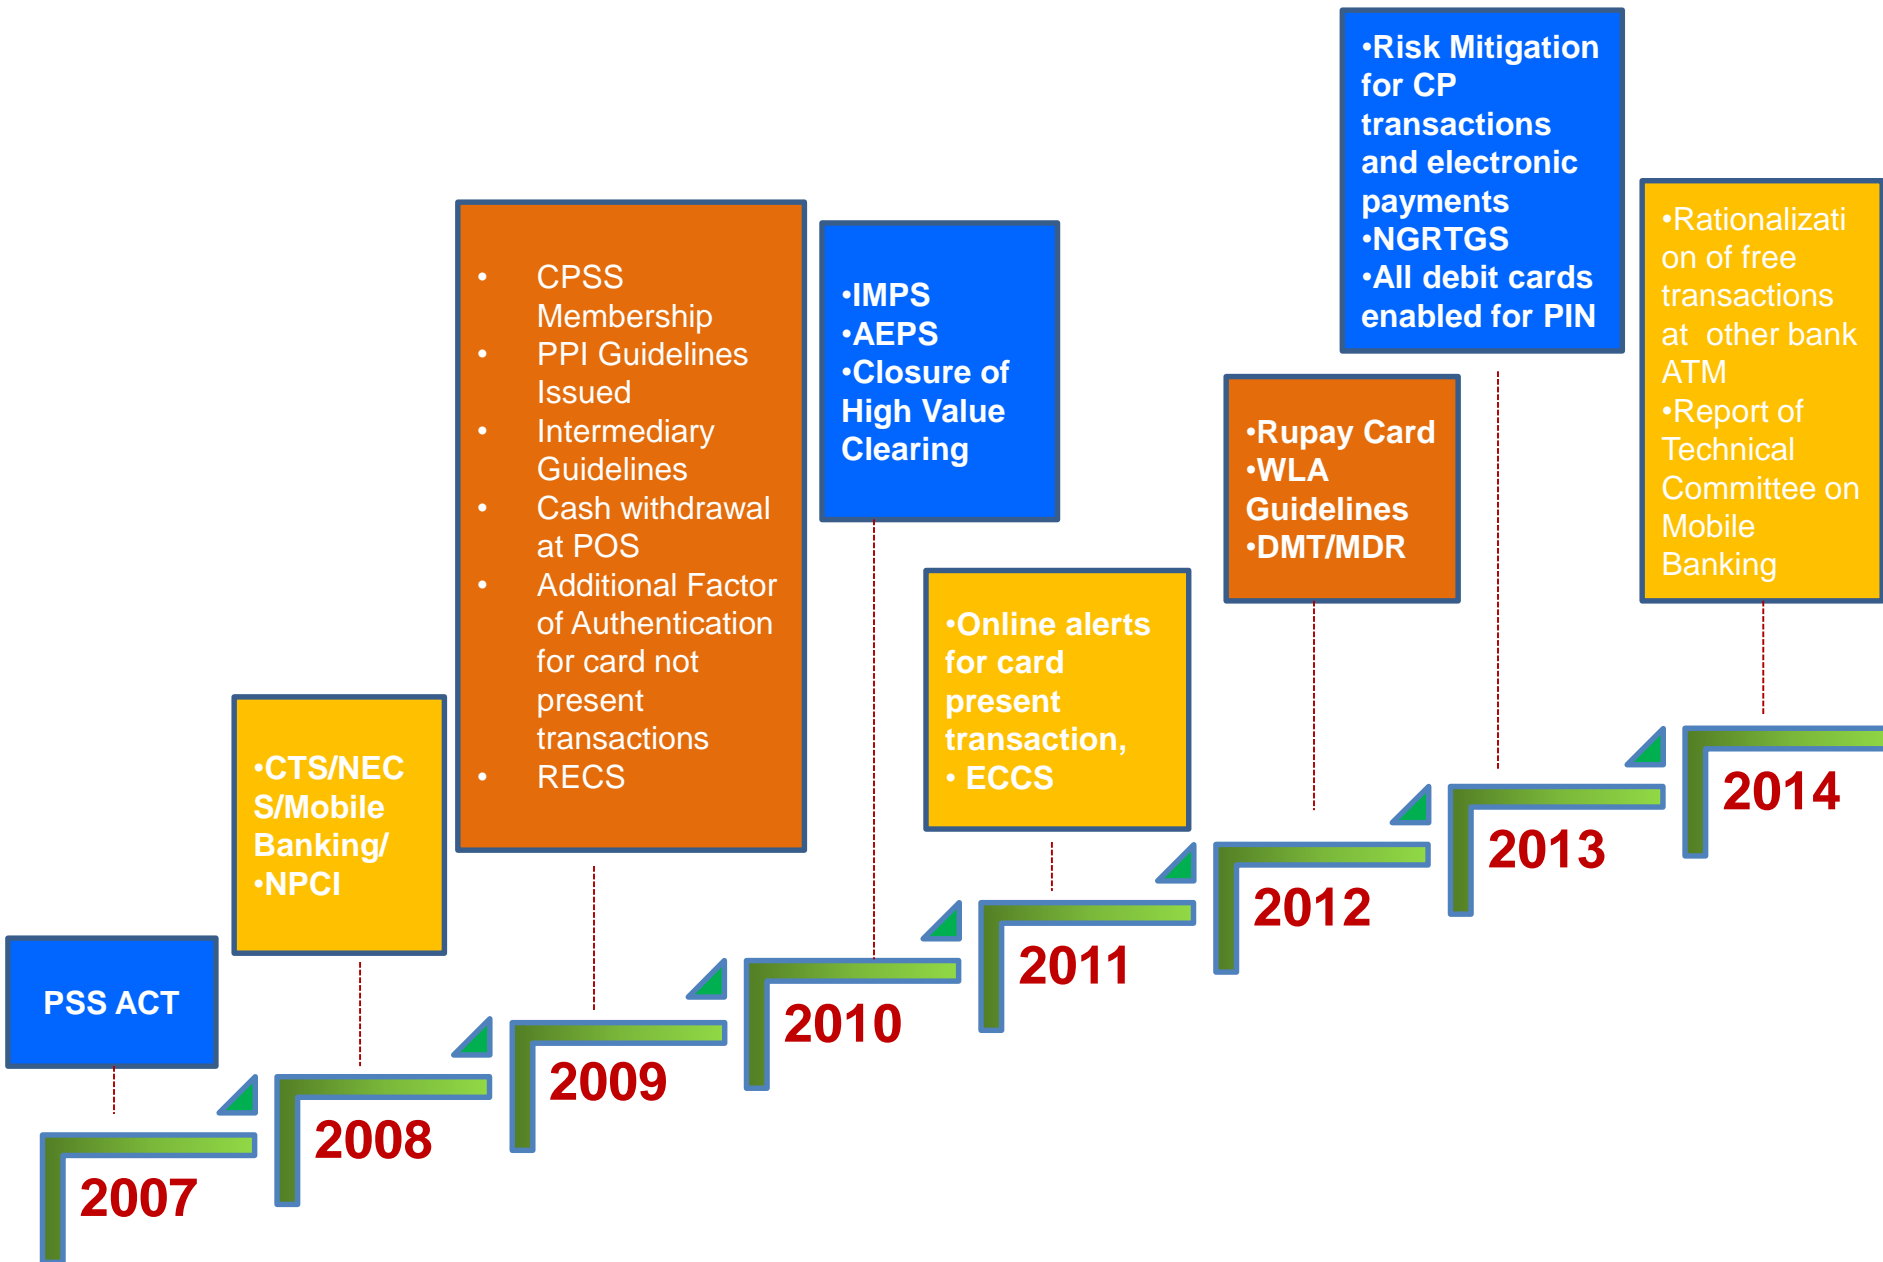 PSS ACT
2007
•CTS/NEC
S/Mobile
Banking/
•NPCI
2008
• CPSS
Membership
• PPI Guidelines
Issued
• Intermediary
Guidelines
• Cash withdrawal
at POS
• Additional Factor
of Authentication
for card not
present
transactions
• RECS
2009
•IMPS
•AEPS
•Closure of
High Value
Clearing
2010
•Online alerts
for card
present
transaction,
• ECCS
2011
•Rupay Card
•WLA
Guidelines
•DMT/MDR
2012
•Risk Mitigation
for CP
transactions
and electronic
payments
•NGRTGS
•All debit cards
enabled for PIN
2013
•Rationalizati
on of free
transactions
at other bank
ATM
•Report of
Technical
Committee on
Mobile
Banking
2014